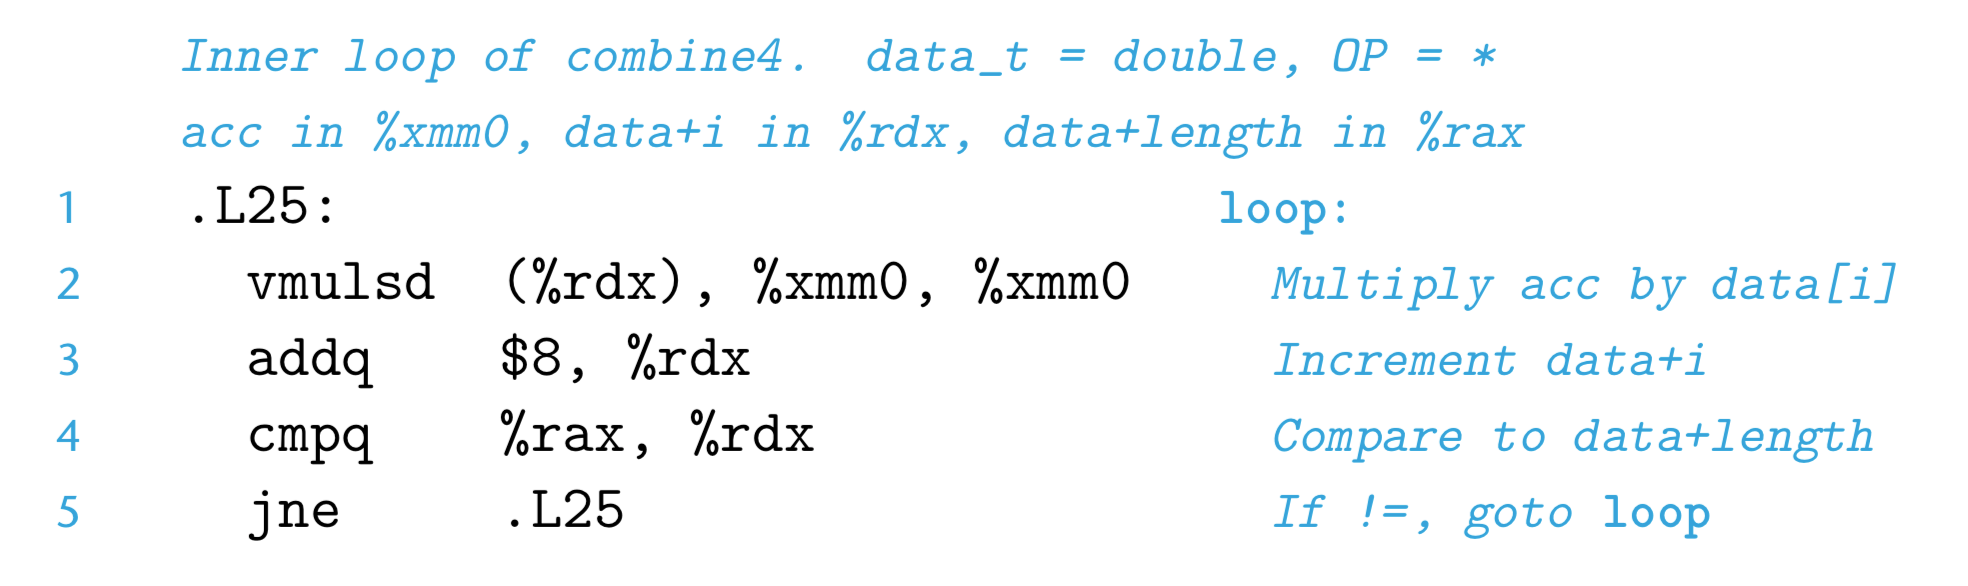 Inner loop of combine4. data_t = double, OP = *
acc in %xmm0, data+i in %rdx, data+length in %rax
1 .L25: loop:
2 vmulsd (%rdx), %xmm0, %xmm0 Multiply acc by data[i]
3 addq $8, %rdx Increment data+i
4 cmpq %rax, %rdx Compare to data+length
5 jne .L25 If !=, goto loop